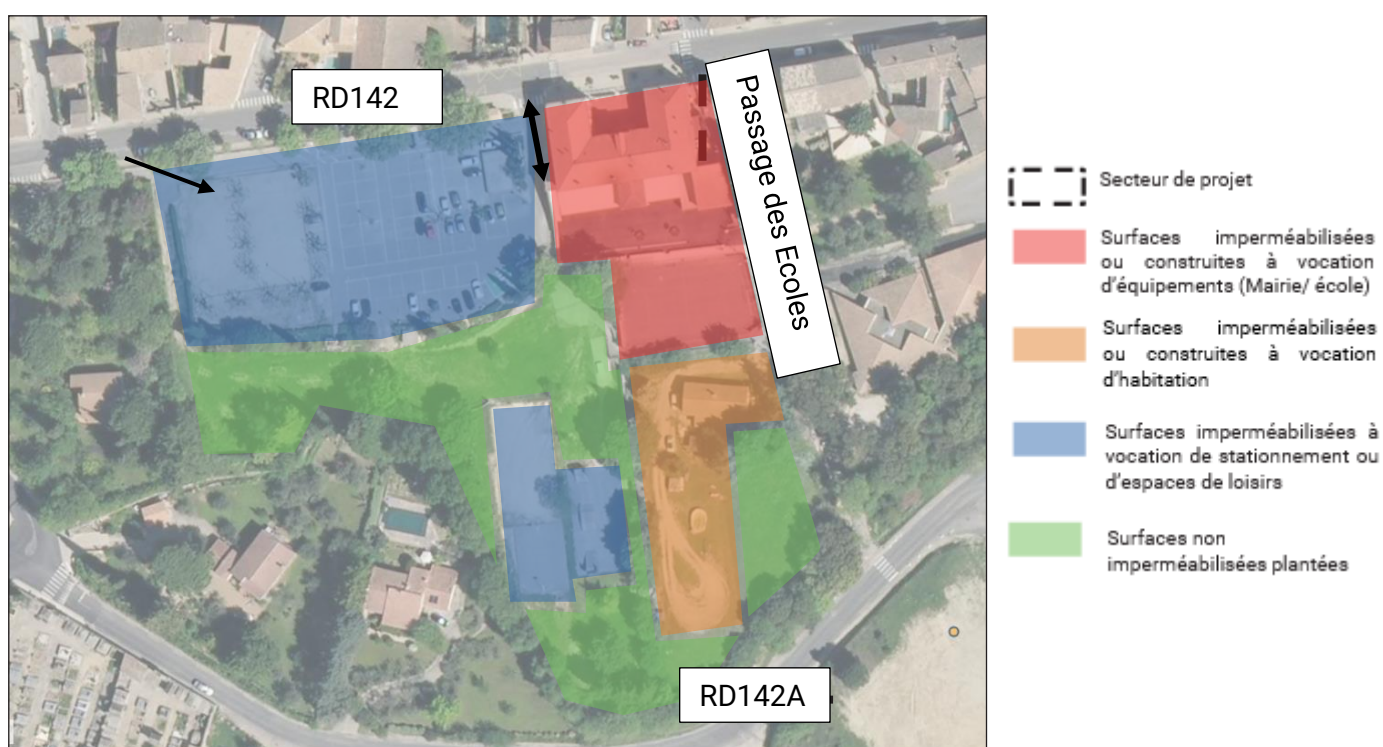 RD142
Passage des Ecoles
RD142A
Secteur de projet
Surfaces imperméabilisées
ou construites à vocation
d'équipements (Mairie/ école)
Surfaces imperméabilisées
ou construites à vocation
d'habitation
Surfaces imperméabilisées à
vocation de stationnement ou
d'espaces de loisirs
Surfaces non
imperméabilisées plantées